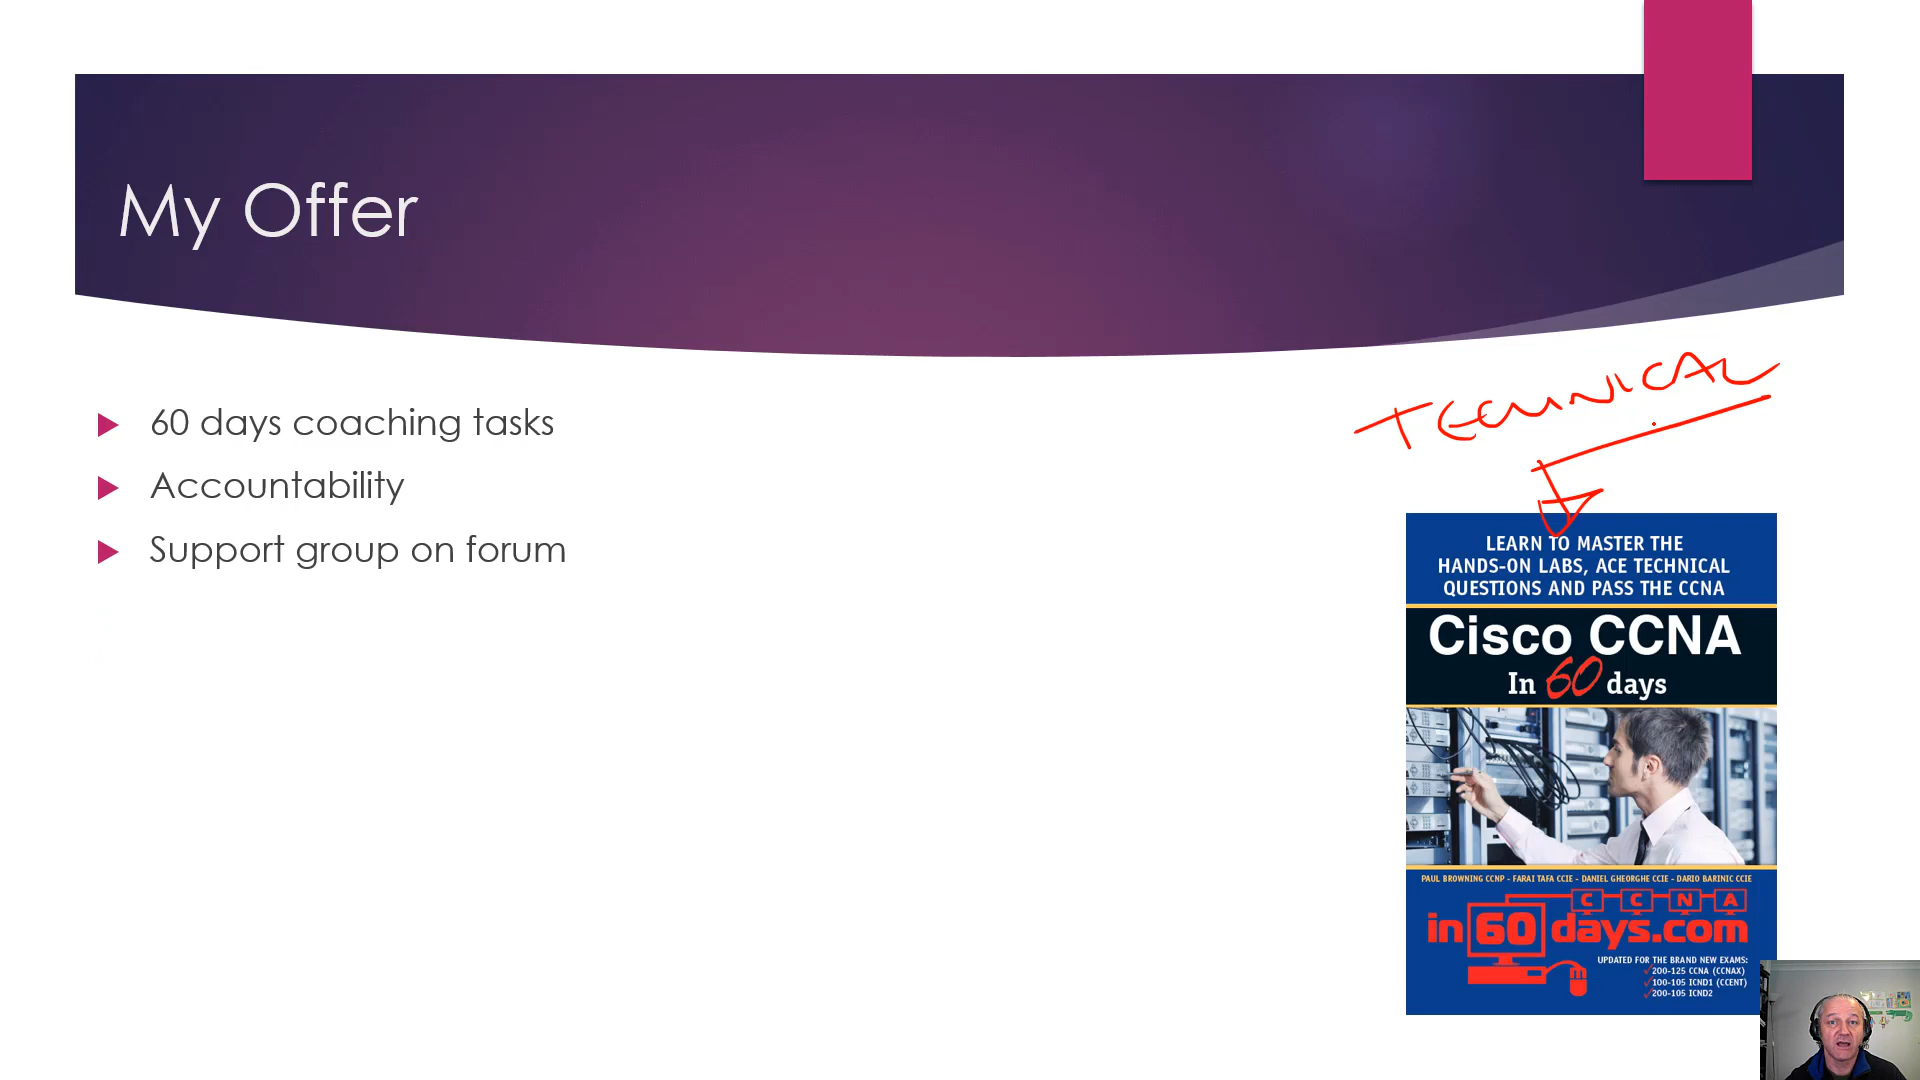 My Offer
60 days coaching tasks
Accountability
Support group on forum
TECHNICAL
LEARN TO MASTER THE
HANDS-ON LABS, ACE TECHNICAL
QUESTIONS AND PASS THE CCNA
Cisco CCNA
In 60 days
PAUL BROWNING CCNP - FARAI TAFA CCIE - DANIEL GHEORGHE CCIE - DARIO BARINIC CCIE
C C N A
in 60 days.com
UPDATED FOR THE BRAND NEW EXAMS:
200-125 CCNA (CCNAX)
100-105 ICND1 (CCENT)
200-105 ICND2